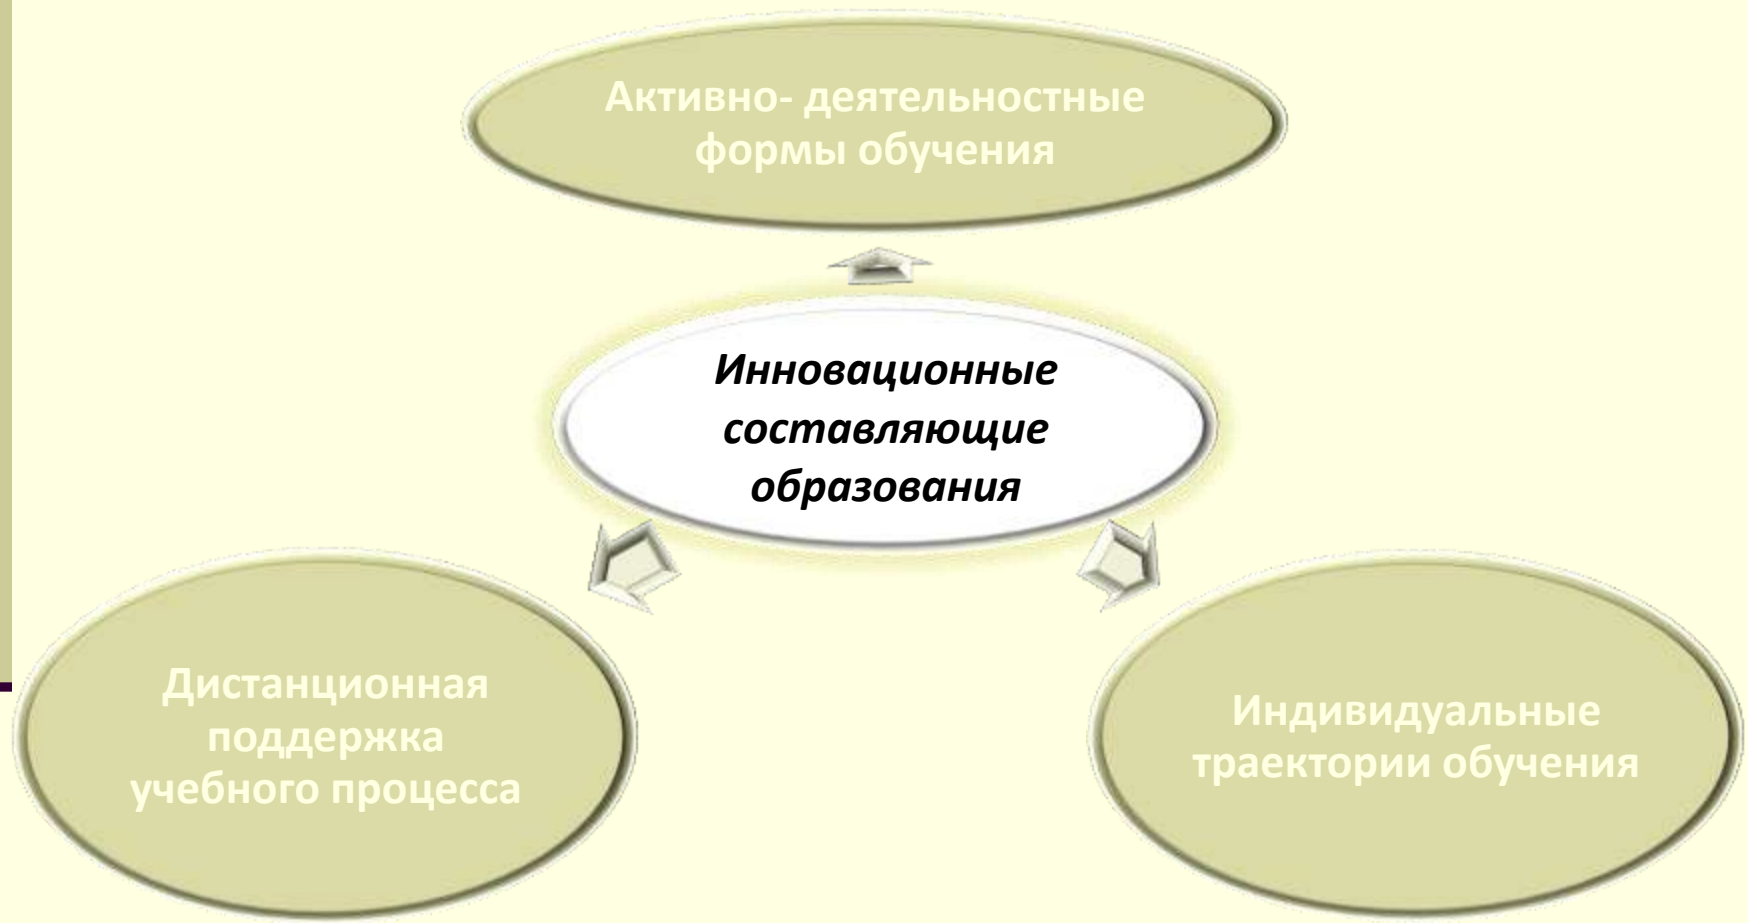 Активно- деятельностные
формы обучения
Инновационные
составляющие
образования
Дистанционная
поддержка
учебного процесса
Индивидуальные
траектории обучения